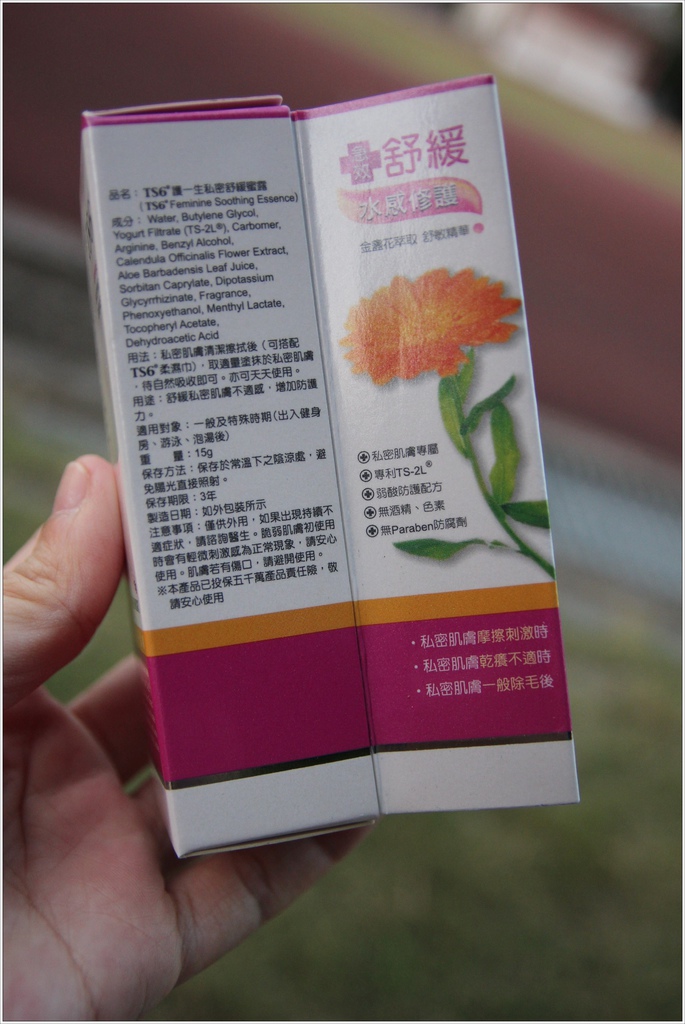 品名：TS6®護一生私密舒緩蜜露
（TS6®Feminine Soothing Essence)
成分：Water, Butylene Glycol,
Yogurt Filtrate (TS-2L®), Carbomer,
Arginine, Benzyl Alcohol,
Calendula Officinalis Flower Extract,
Aloe Barbadensis Leaf Juice,
Sorbitan Caprylate, Dipotassium
Glycyrrhizinate, Fragrance,
Phenoxyethanol, Menthyl Lactate,
Tocopheryl Acetate,
Dehydroacetic Acid
用法：私密肌膚清潔擦拭後（可搭配
TS6®柔濕巾），取適量塗抹於私密肌膚
，待自然吸收即可。亦可天天使用。
用途：舒緩私密肌膚不適感，增加防護
力。
適用對象：一般及特殊時期（出入健身
房、游泳、泡湯後）
重　　量：15g
保存方法：保存於常溫下之陰涼處，避
免陽光直接照射。
保存期限：3年
製造日期：如外包裝所示
注意事項：僅供外用，如果出現持續不
適症狀，請諮詢醫生。脆弱肌膚初使用
時會有輕微刺激感為正常現象，請安心
使用。肌膚若有傷口，請避開使用。
※本產品已投保五千萬產品責任險，敬
請安心使用
舒緩
水感修護
金盞花萃取 舒敏精華
私密肌膚專屬
專利TS-2L®
弱酸防護配方
無酒精、色素
無Paraben防腐劑
・私密肌膚摩擦刺激時
・私密肌膚乾癢不適時
・私密肌膚一般除毛後